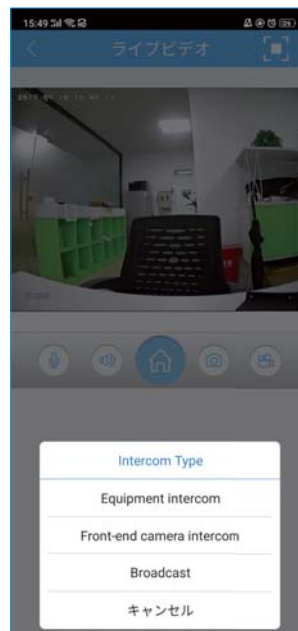 15:49
ライブビデオ
Intercom Type
Equipment intercom
Front-end camera intercom
Broadcast
キャンセル